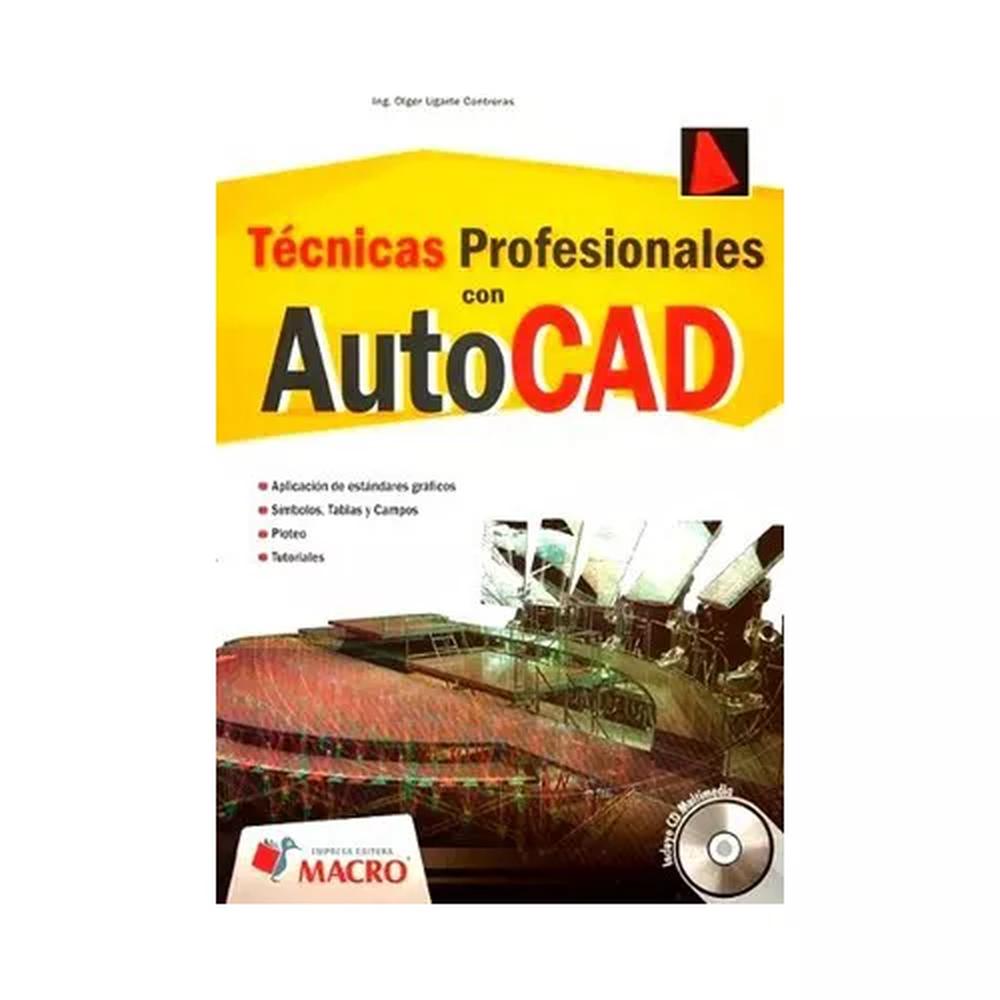 Ing. Olger Ugarte Contreras
Técnicas Profesionales
con
AutoCAD
Aplicación de estándares gráficos
Símbolos, Tablas y Campos
Ploteo
Tutoriales
Incluye CD Multimedia
EMPRESA EDITORA
MACRO